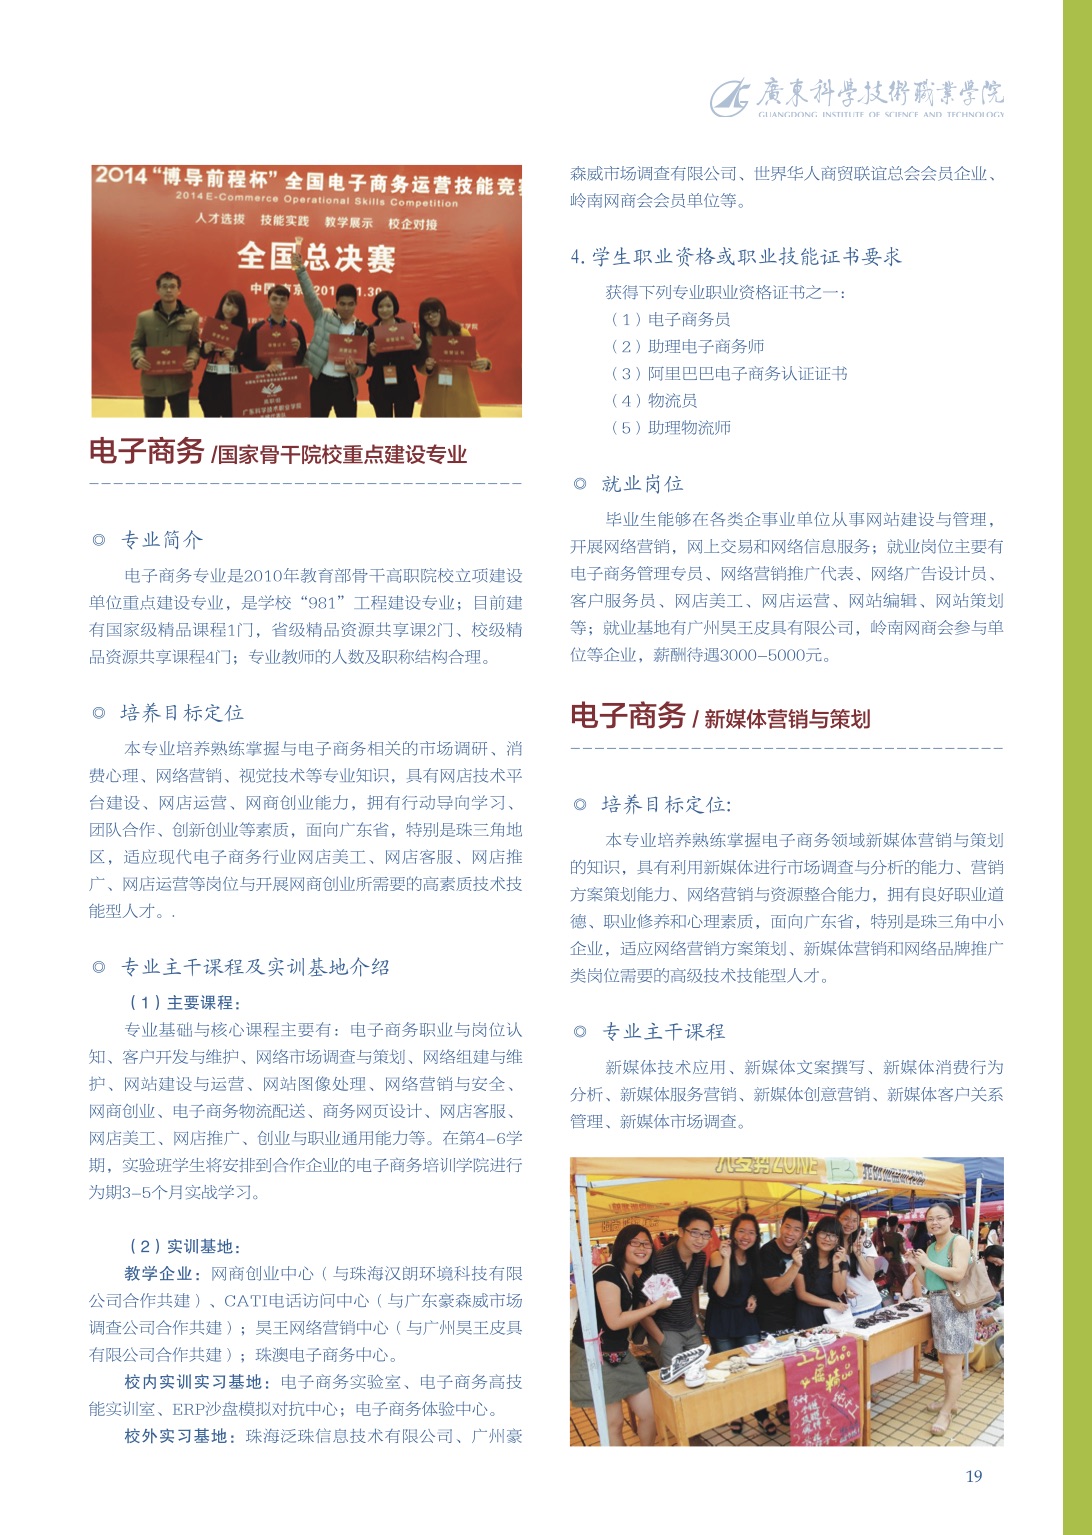 廣東科學技術職業學院
GUANGDONG INSTITUTE OF SCIENCE AND TECHNOLOGY
2014“博导前程杯”全国电子商务运营技能竞赛
2014 E-Commerce Operational Skills Competition
人才选拔 技能实践 教学展示 校企对接
全国总决赛
电子商务 /国家骨干院校重点建设专业
◎ 专业简介
电子商务专业是2010年教育部骨干高职院校立项建设
单位重点建设专业，是学校“981”工程建设专业；目前建
有国家级精品课程1门，省级精品资源共享课2门、校级精
品资源共享课程4门；专业教师的人数及职称结构合理。
◎ 培养目标定位
本专业培养熟练掌握与电子商务相关的市场调研、消
费心理、网络营销、视觉技术等专业知识，具有网店技术平
台建设、网店运营、网商创业能力，拥有行动导向学习、
团队合作、创新创业等素质，面向广东省，特别是珠三角地
区，适应现代电子商务行业网店美工、网店客服、网店推
广、网店运营等岗位与开展网商创业所需要的高素质技术技
能型人才。.
◎ 专业主干课程及实训基地介绍
（1）主要课程：
专业基础与核心课程主要有：电子商务职业与岗位认
知、客户开发与维护、网络市场调查与策划、网络组建与维
护、网站建设与运营、网站图像处理、网络营销与安全、
网商创业、电子商务物流配送、商务网页设计、网店客服、
网店美工、网店推广、创业与职业通用能力等。在第4-6学
期，实验班学生将安排到合作企业的电子商务培训学院进行
为期3-5个月实战学习。
（2）实训基地：
教学企业：网商创业中心（与珠海汉朗环境科技有限
公司合作共建）、CATI电话访问中心（与广东豪森威市场
调查公司合作共建）；昊王网络营销中心（与广州昊王皮具
有限公司合作共建）；珠澳电子商务中心。
校内实训实习基地：电子商务实验室、电子商务高技
能实训室、ERP沙盘模拟对抗中心；电子商务体验中心。
校外实习基地：珠海泛珠信息技术有限公司、广州豪
森威市场调查有限公司、世界华人商贸联谊总会会员企业、
岭南网商会会员单位等。
4. 学生职业资格或职业技能证书要求
获得下列专业职业资格证书之一：
（1）电子商务员
（2）助理电子商务师
（3）阿里巴巴电子商务认证证书
（4）物流员
（5）助理物流师
◎ 就业岗位
毕业生能够在各类企事业单位从事网站建设与管理，
开展网络营销，网上交易和网络信息服务；就业岗位主要有
电子商务管理专员、网络营销推广代表、网络广告设计员、
客户服务员、网店美工、网店运营、网站编辑、网站策划
等；就业基地有广州昊王皮具有限公司，岭南网商会参与单
位等企业，薪酬待遇3000-5000元。
电子商务 / 新媒体营销与策划
◎ 培养目标定位:
本专业培养熟练掌握电子商务领域新媒体营销与策划
的知识，具有利用新媒体进行市场调查与分析的能力、营销
方案策划能力、网络营销与资源整合能力，拥有良好职业道
德、职业修养和心理素质，面向广东省，特别是珠三角中小
企业，适应网络营销方案策划、新媒体营销和网络品牌推广
类岗位需要的高级技术技能型人才。
◎ 专业主干课程
新媒体技术应用、新媒体文案撰写、新媒体消费行为
分析、新媒体服务营销、新媒体创意营销、新媒体客户关系
管理、新媒体市场调查。
19